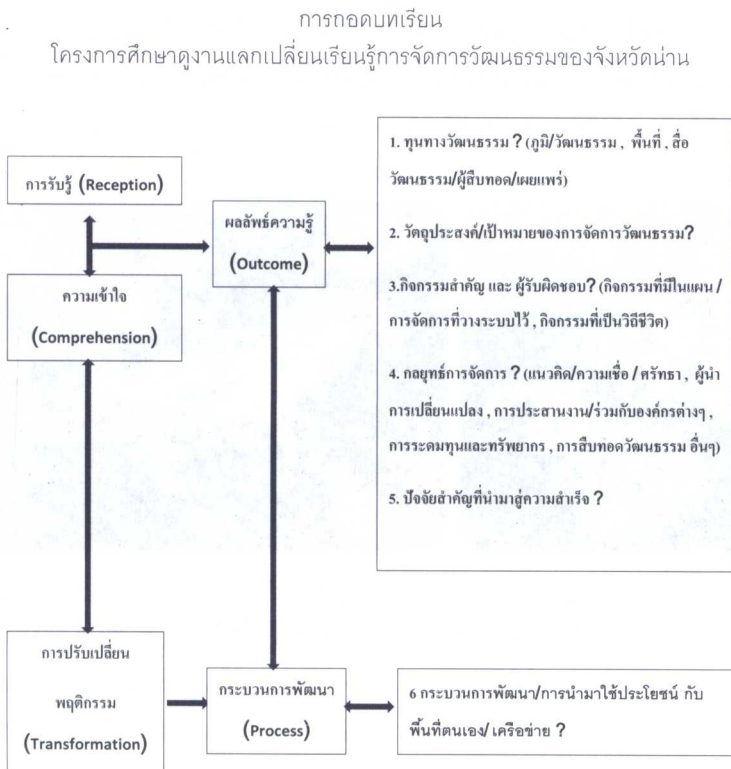 การถอดบทเรียน
โครงการศึกษาดูงานแลกเปลี่ยนเรียนรู้การจัดการวัฒนธรรมของจังหวัดน่าน
การรับรู้ (Reception)
ความเข้าใจ
(Comprehension)
ผลลัพธ์ความรู้
(Outcome)
1. ทุนทางวัฒนธรรม ? (ภูมิ/วัฒนธรรม , พื้นที่ , สื่อ
วัฒนธรรม/ผู้สืบทอด/เผยแพร่)
2. วัตถุประสงค์/เป้าหมายของการจัดการวัฒนธรรม?
3.กิจกรรมสำคัญ และ ผู้รับผิดชอบ? (กิจกรรมที่มีในแผน /
การจัดการที่วางระบบไว้ , กิจกรรมที่เป็นวิถีชีวิต)
4. กลยุทธ์การจัดการ ? (แนวคิด/ความเชื่อ / ศรัทธา , ผู้นำ
การเปลี่ยนแปลง , การประสานงาน/ร่วมกับองค์กรต่างๆ ,
การระดมทุนและทรัพยากร , การสืบทอดวัฒนธรรม อื่นๆ)
5. ปัจจัยสำคัญที่นำมาสู่ความสำเร็จ ?
การปรับเปลี่ยน
พฤติกรรม
(Transformation)
กระบวนการพัฒนา
(Process)
6 กระบวนการพัฒนา/การนำมาใช้ประโยชน์ กับ
พื้นที่ตนเอง/ เครือข่าย ?